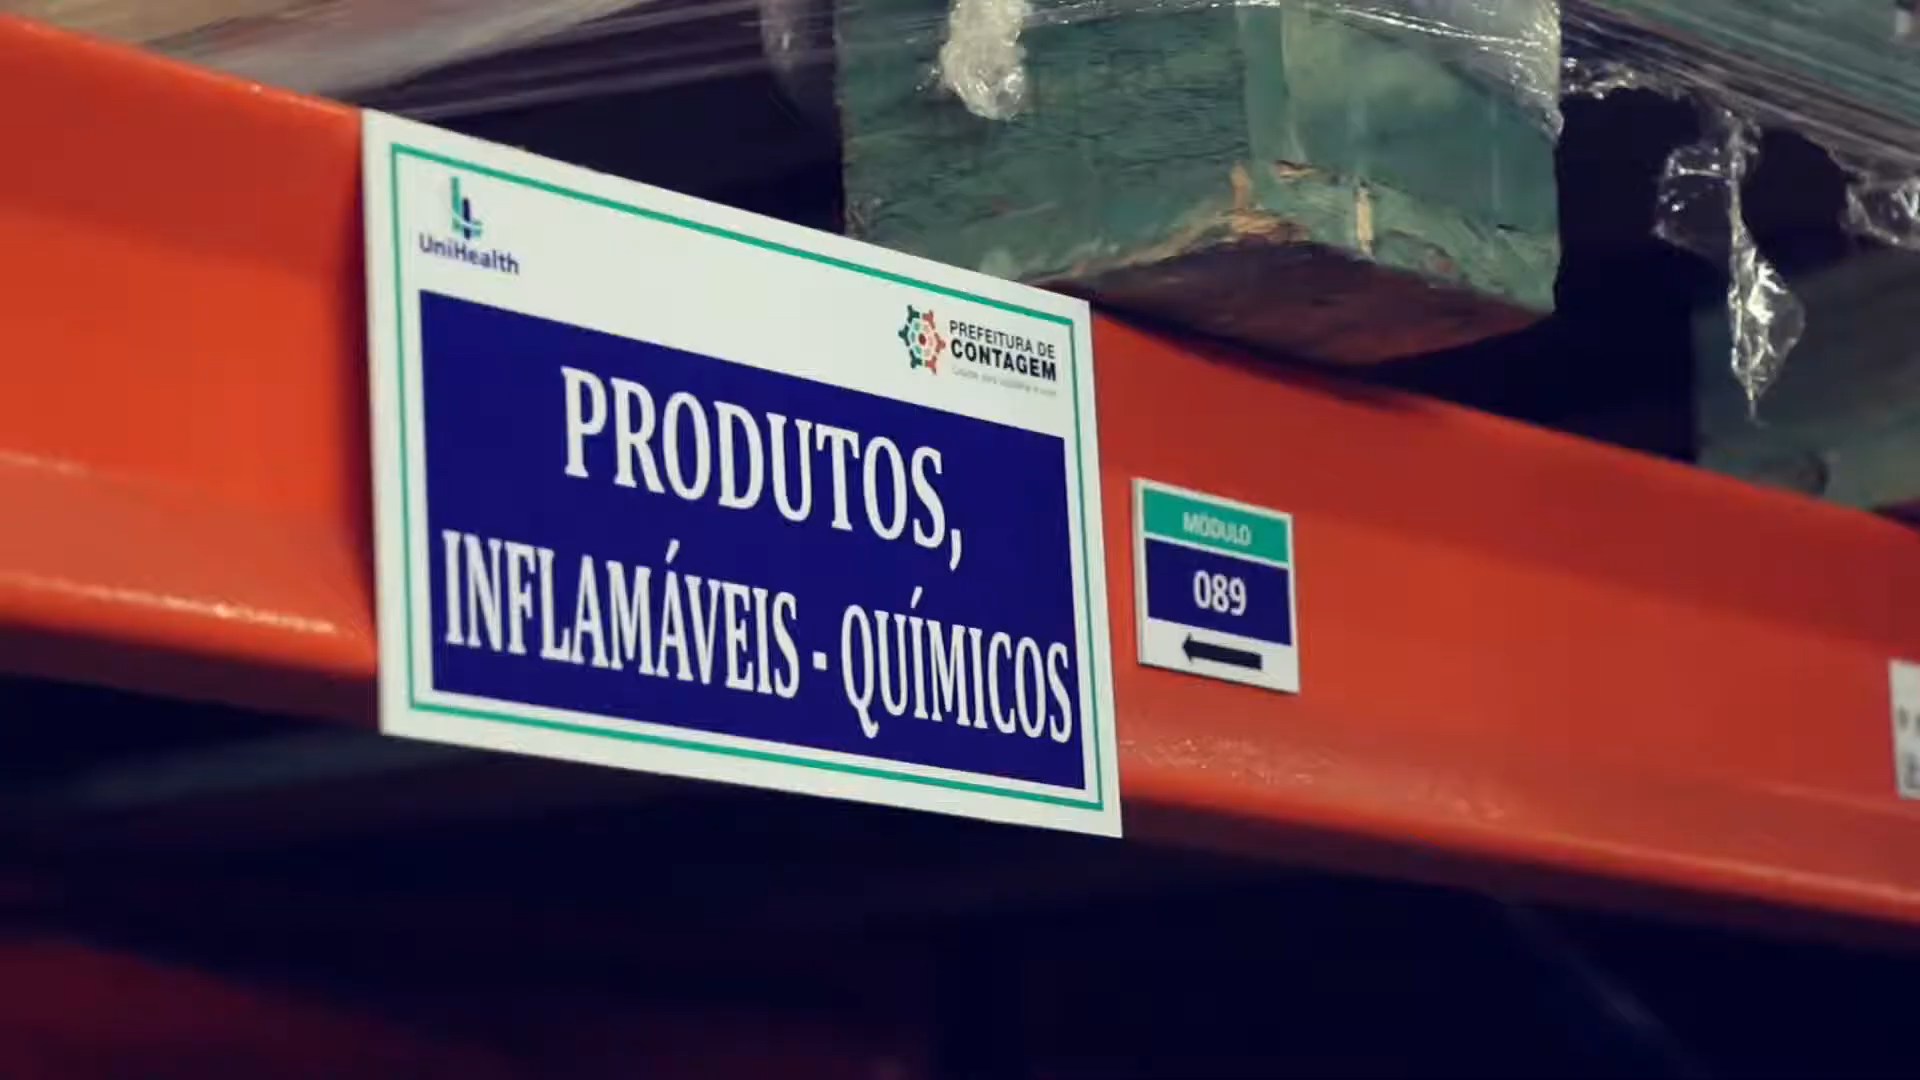 UniHealth
PREFEITURA DE
CONTAGEM
PRODUTOS,
INFLAMÁVEIS - QUÍMICOS
MÓDULO
089